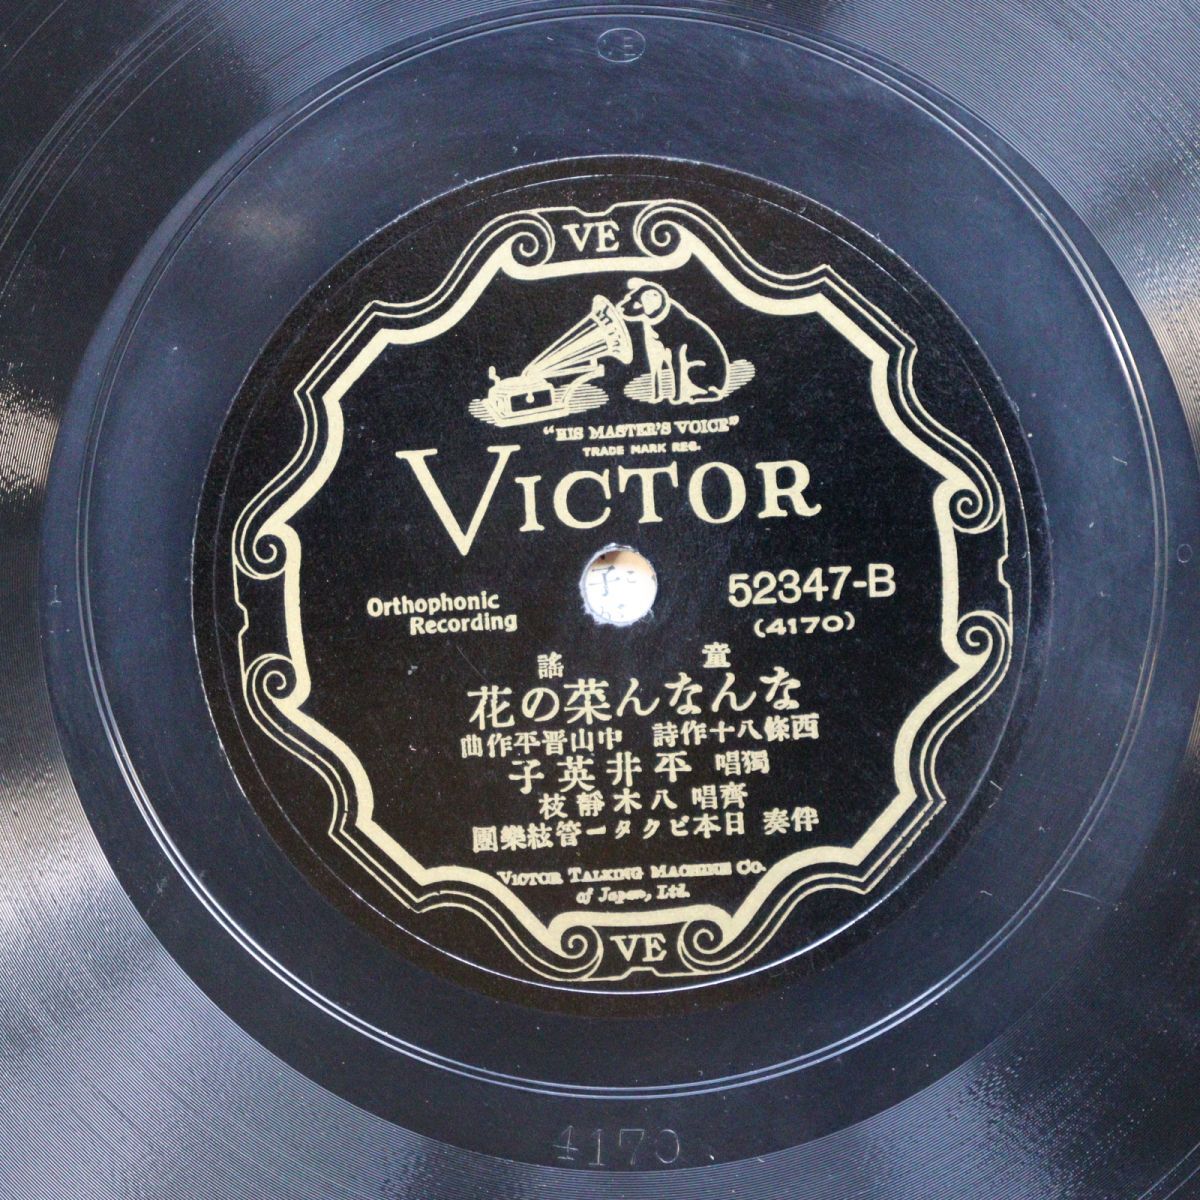 E
VE
"HIS MASTER'S VOICE"
TRADE MARK REG.
VICTOR
Orthophonic
Recording
52347-B
(4170)
童謠
なんなん菜の花
西條八十作詩 中山晋平作曲
獨唱 平井英子
齊唱 八木靜枝
伴奏 日本ビクター管絃樂團
VICTOR TALKING MACHINE CO.
of Japan, Ltd.
VE
4170